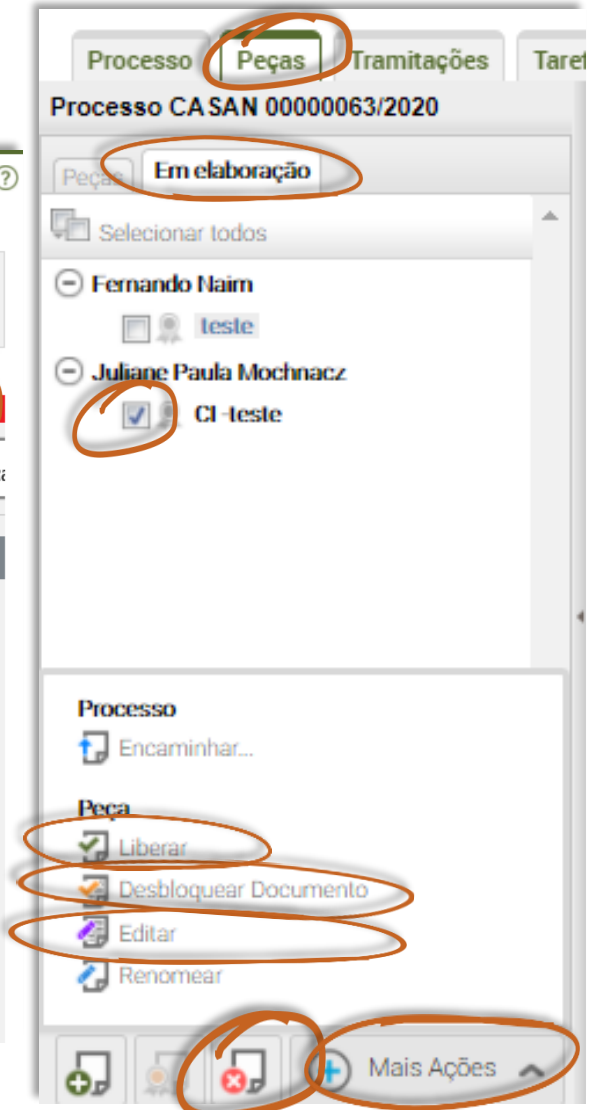 Processo Peças Tramitações Taref
Processo CASAN 00000063/2020
Peças Em elaboração
Selecionar todos
Fernando Naim
teste
Juliane Paula Mochnacz
CI -teste
Processo
Encaminhar...
Peça
Liberar
Desbloquear Documento
Editar
Renomear
Mais Ações